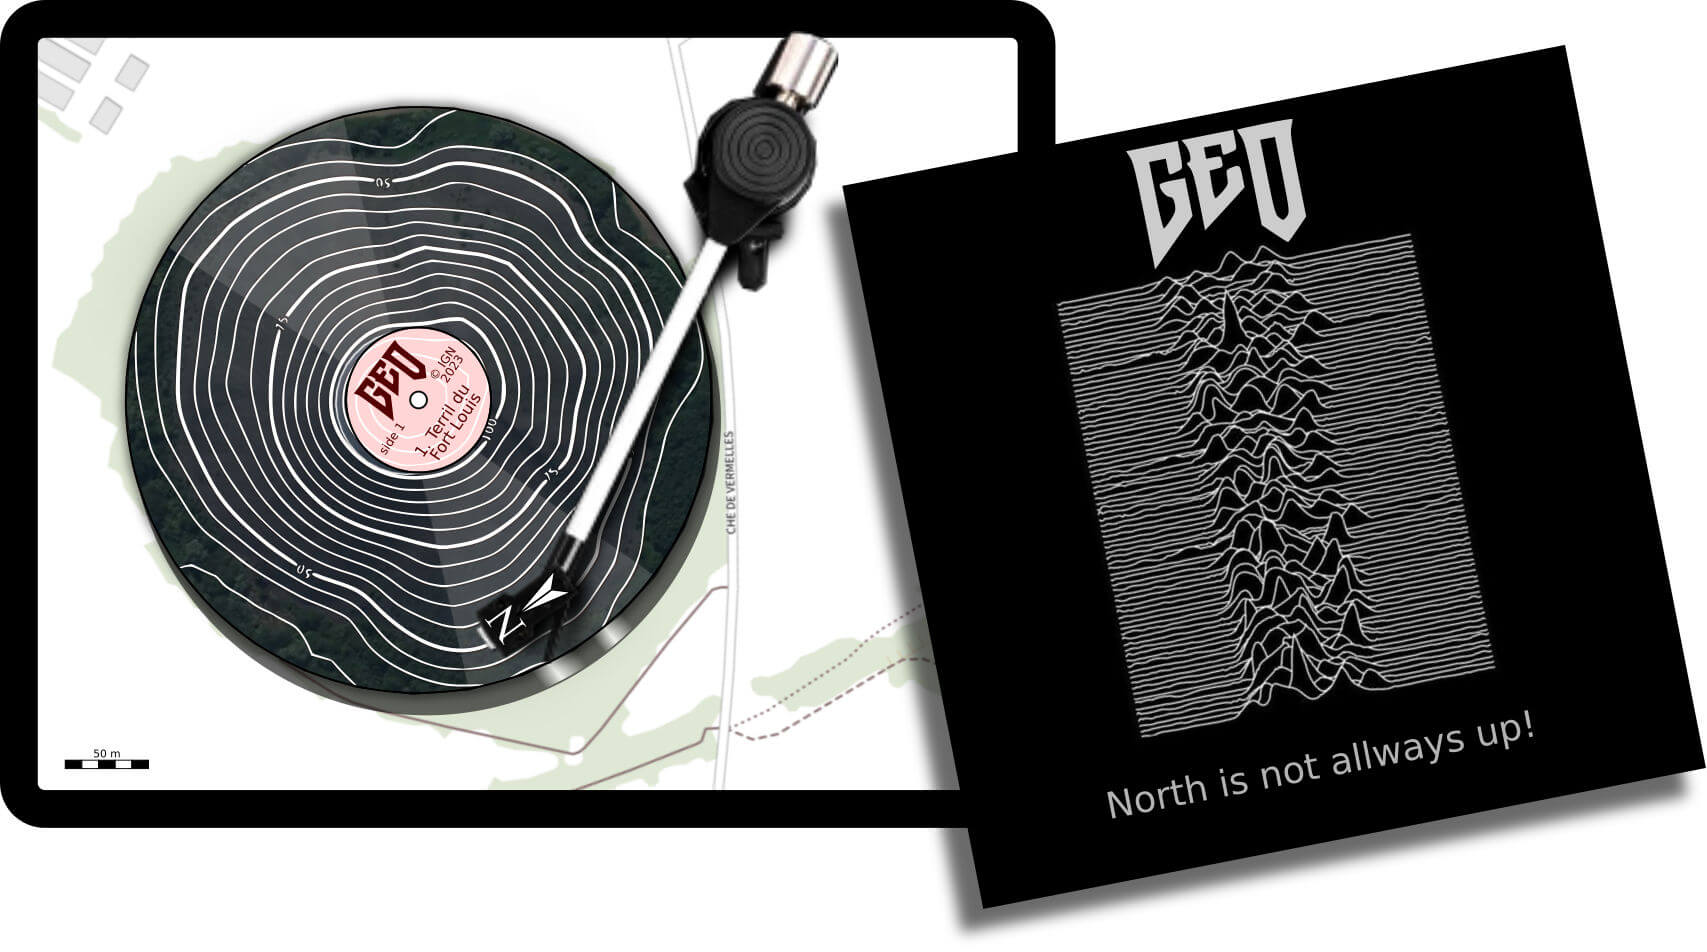 50
75
GEO
© IGN
2023
side 1
1. Terril du
Fort Louis
100
75
50
N
CHE DE VERMELLES
50 m
GEO
North is not allways up!